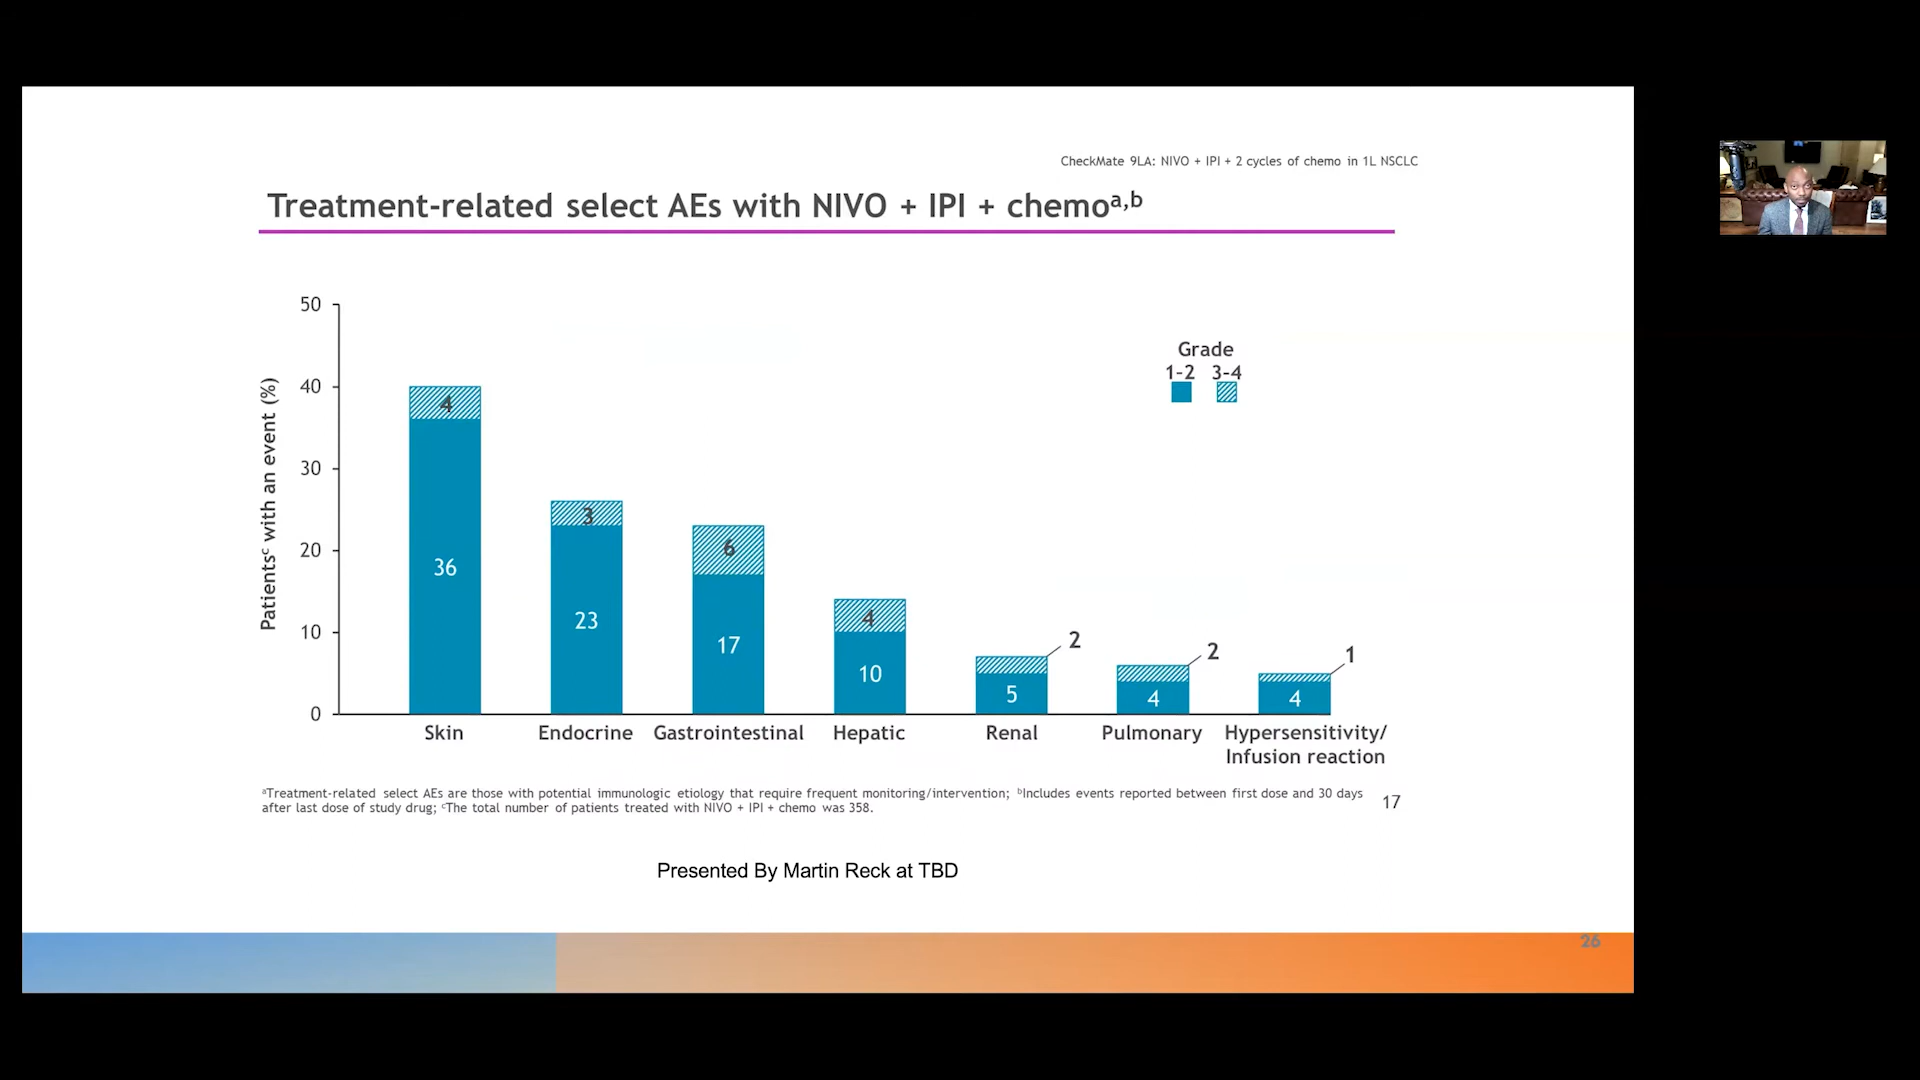 CheckMate 9LA: NIVO + IPI + 2 cycles of chemo in 1L NSCLC
Treatment-related select AEs with NIVO + IPI + chemoa,b
Patientsc with an event (%)
50
40
30
20
10
0
Grade
1-2 3-4
4
36
3
23
6
17
4
10
2
5
2
4
1
4
Skin
Endocrine
Gastrointestinal
Hepatic
Renal
Pulmonary
Hypersensitivity/
Infusion reaction
aTreatment-related select AEs are those with potential immunologic etiology that require frequent monitoring/intervention; bIncludes events reported between first dose and 30 days
after last dose of study drug; cThe total number of patients treated with NIVO + IPI + chemo was 358.
17
Presented By Martin Reck at TBD
26